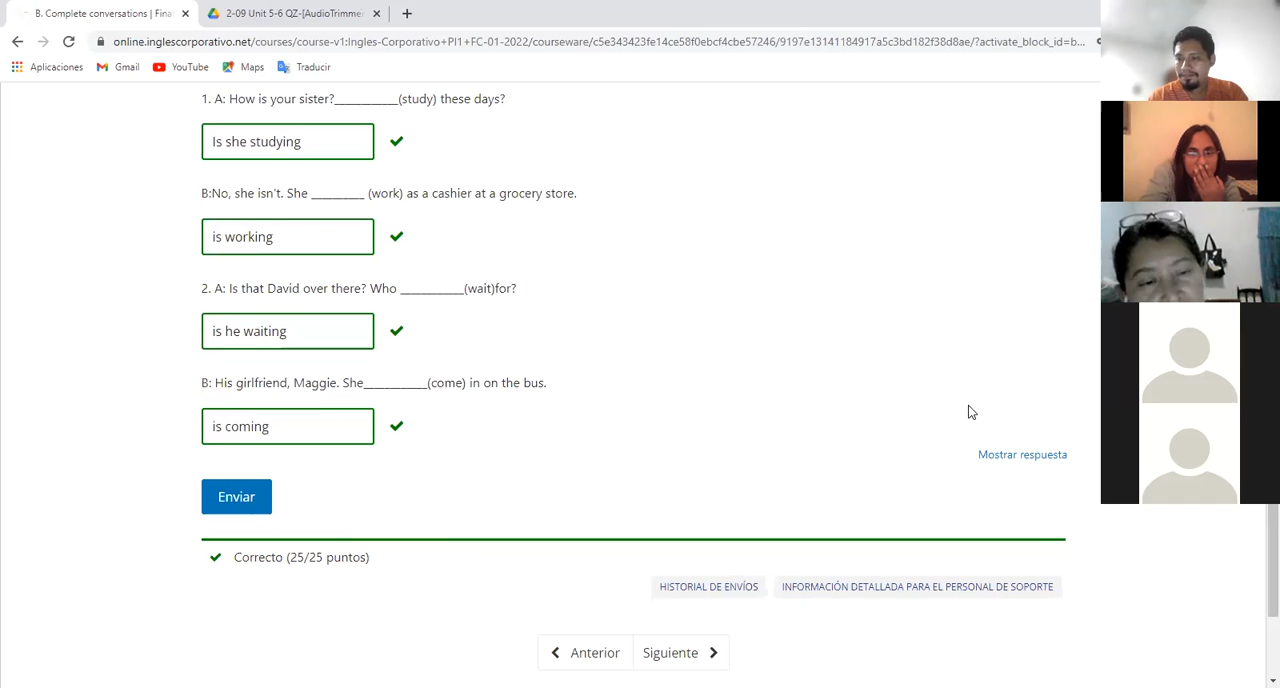 B. Complete conversations | Fina
2-09 Unit 5-6 QZ-[AudioTrimme
online.inglescorporativo.net/courses/course-v1:Ingles-Corporativo+PI1+FC-01-2022/courseware/c5e343423fe14ce58f0ebcf4cbe57246/9197e13141184917a5c3bd182f38d8ae/?activate_block_id=b...
Aplicaciones Gmail YouTube Maps Traducir
1. A: How is your sister?____________(study) these days?
Is she studying
B:No, she isn't. She __________ (work) as a cashier at a grocery store.
is working
2. A: Is that David over there? Who ____________(wait)for?
is he waiting
B: His girlfriend, Maggie. She____________(come) in on the bus.
is coming
Mostrar respuesta
Enviar
Correcto (25/25 puntos)
HISTORIAL DE ENVÍOS INFORMACIÓN DETALLADA PARA EL PERSONAL DE SOPORTE
Anterior Siguiente